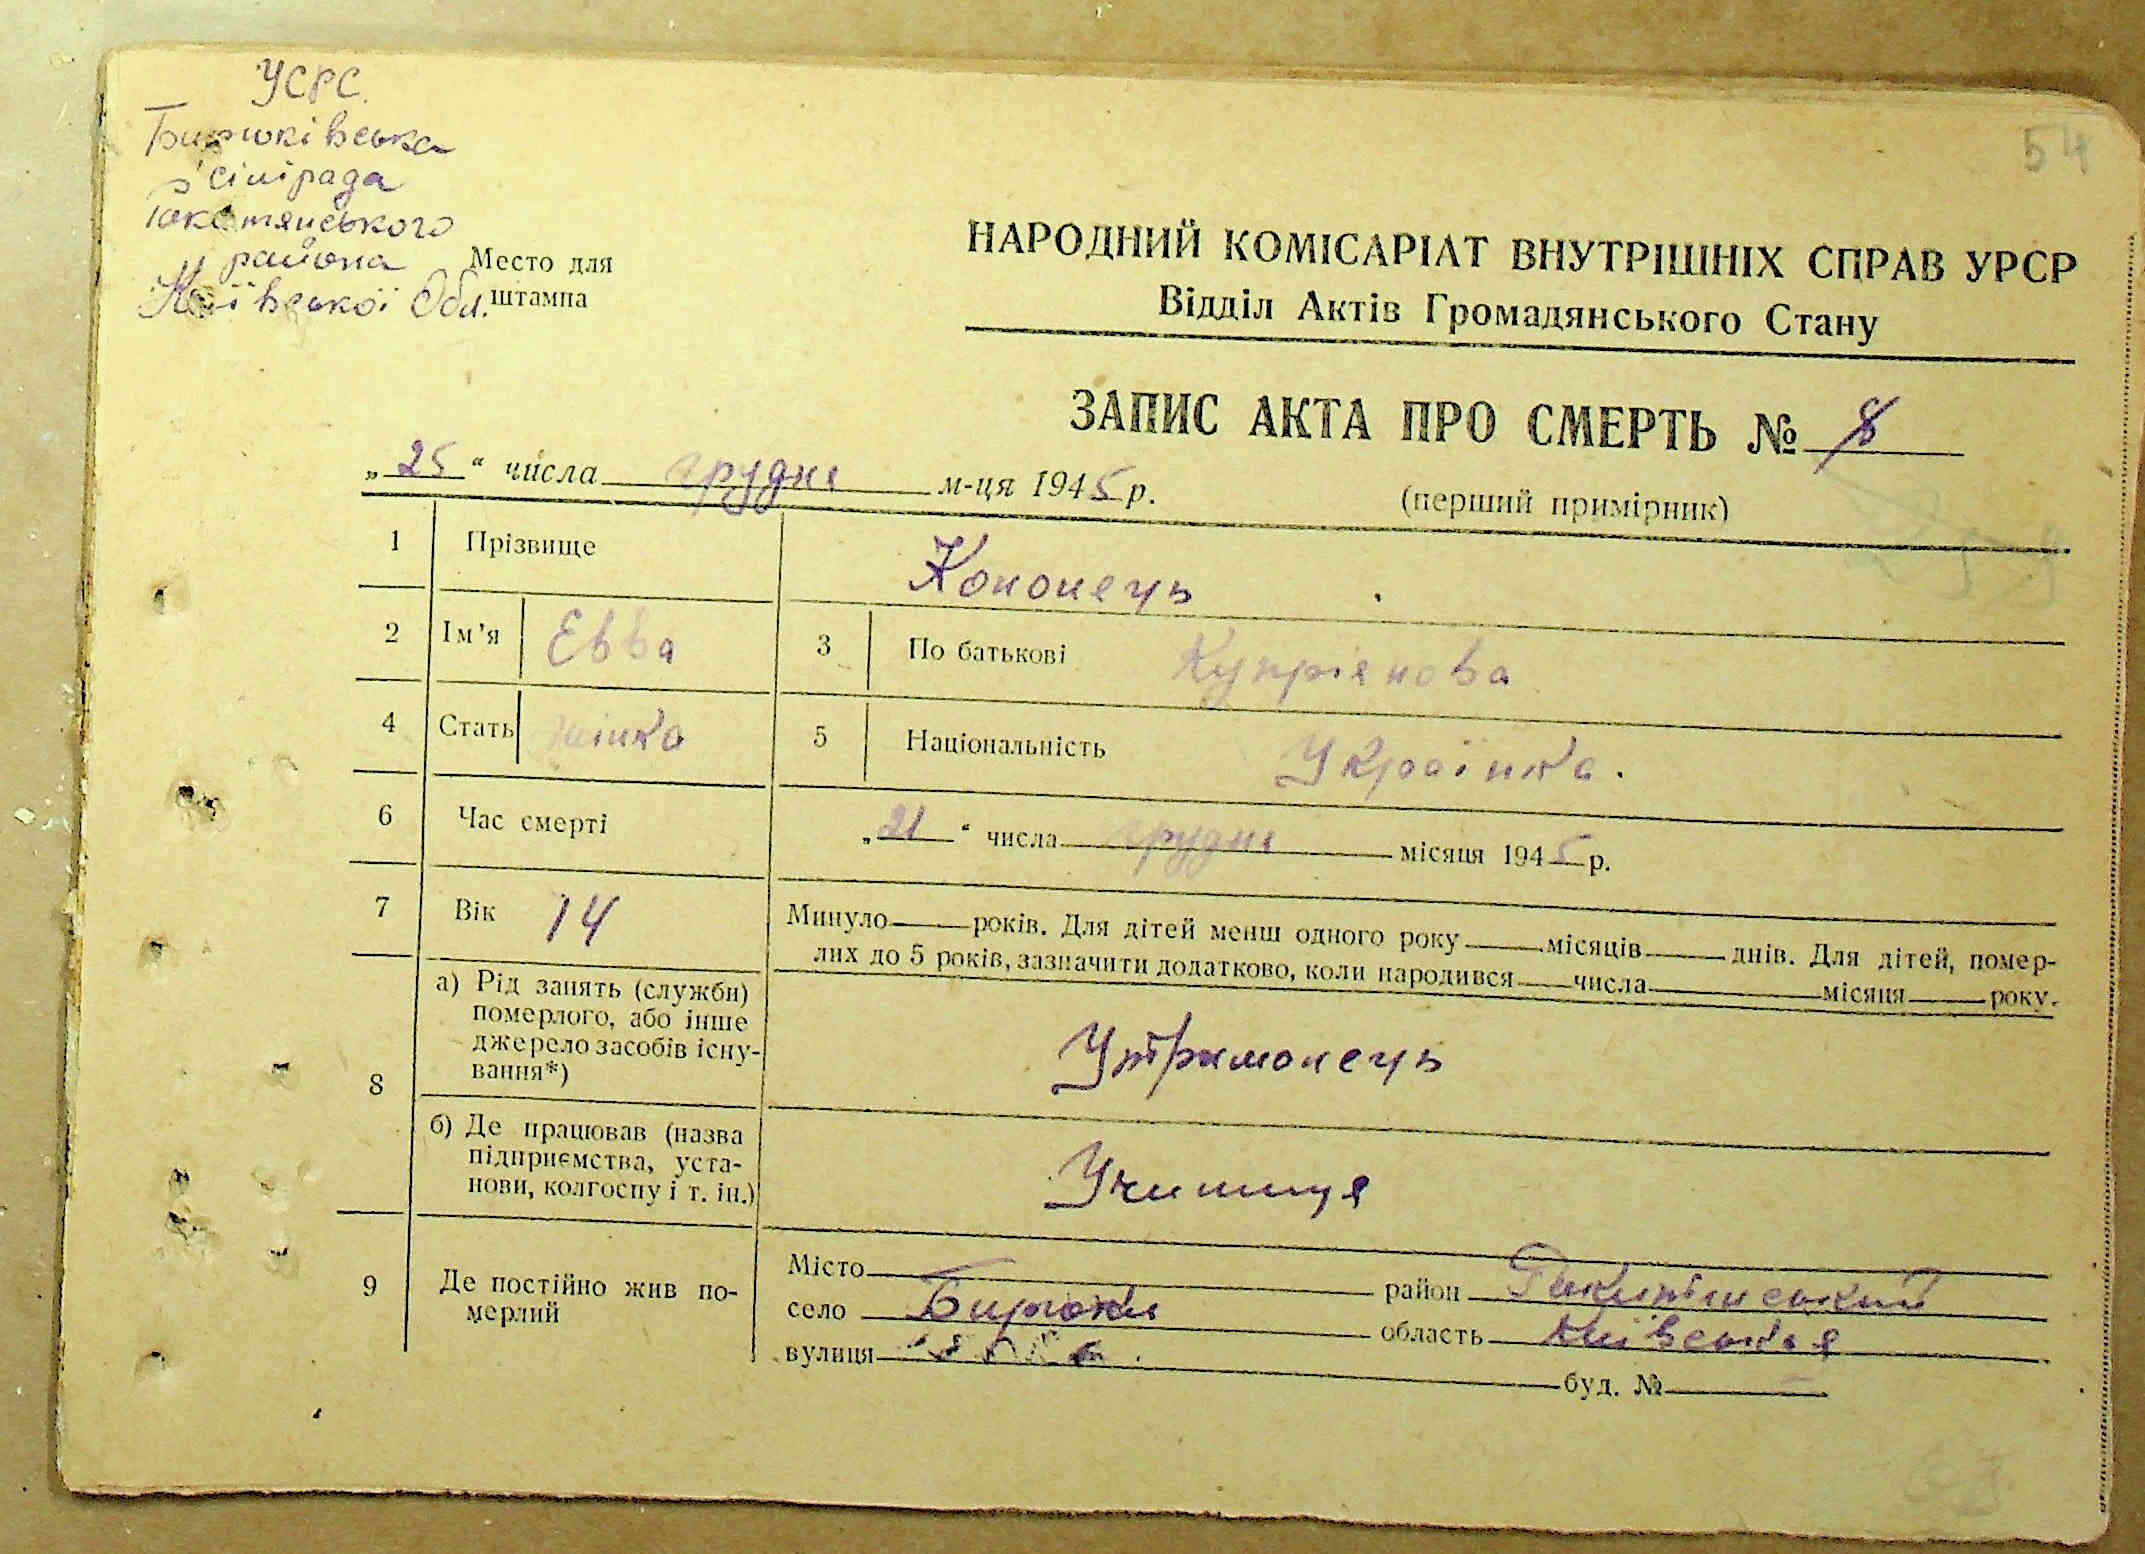 УСРС.
Бирюківська
сілірада
района
Київської Обл.
Место для
штампа
54
НАРОДНИЙ КОМІСАРІАТ ВНУТРІШНІХ СПРАВ УРСР
Відділ Актів Громадянського Стану
ЗАПИС АКТА ПРО СМЕРТЬ № 8
„25“ числа грудня м-ця 1945 р.
(перший примірник)
1 Прізвище Кононець
2 Ім’я Евва 3 По батькові Купріянова
4 Стать жінка 5 Національність Українка.
6 Час смерті „21“ числа грудня місяця 1945 р.
7 Вік 14 Минуло років. Для дітей менш одного року місяців днів. Для дітей, помер-
лих до 5 років, зазначити додатково, коли народився числа місяця року.
8 а) Рід занять (служби)
померлого, або інше
джерело засобів існу-
вання*)
Утриманець
б) Де працював (назва
підприємства, уста-
нови, колгоспу і т. ін.)
Учениця
9 Де постійно жив по-
мерлий
Місто район
село Бирюки область Київська
вулиця буд. № —